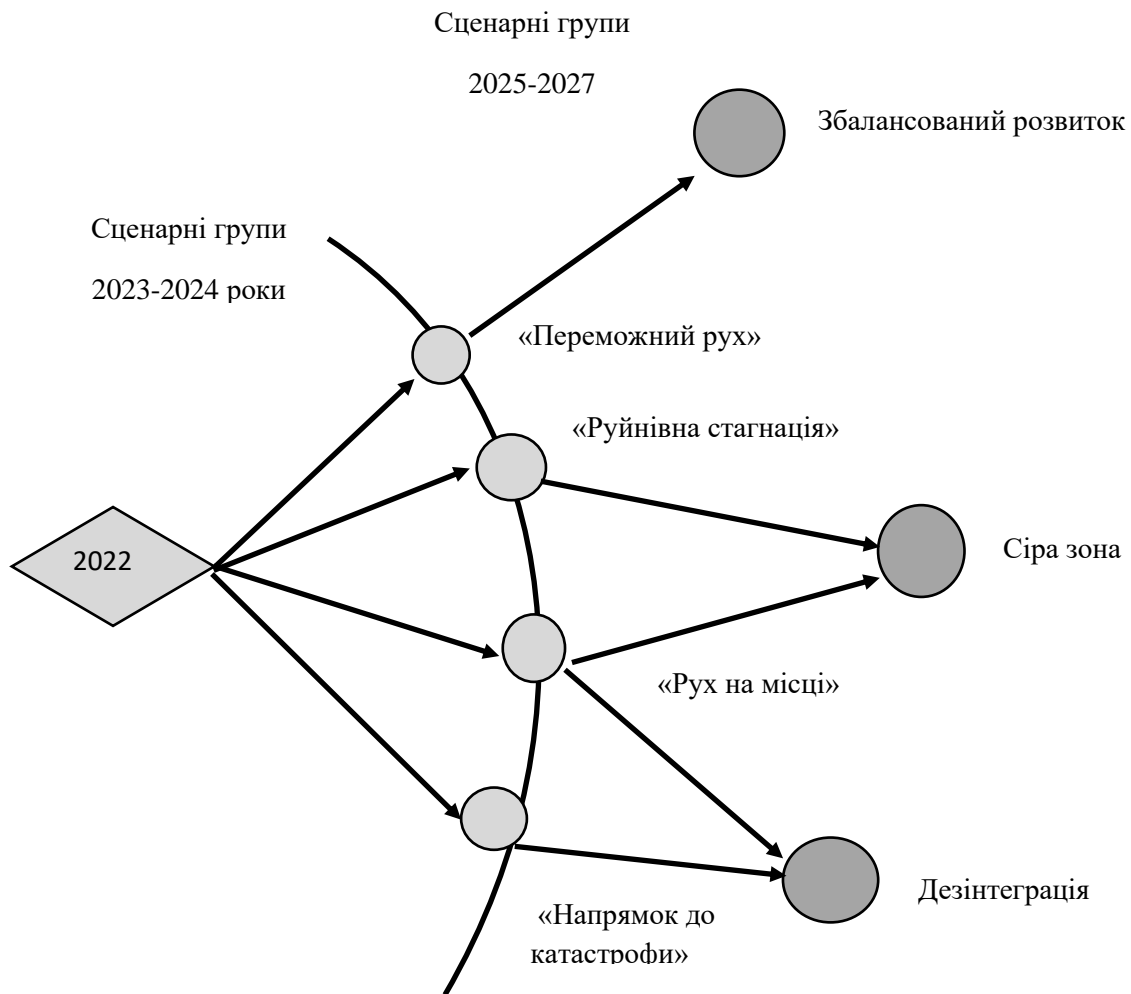 Сценарні групи
2025-2027
Збалансований розвиток
Сценарні групи
2023-2024 роки
«Переможний рух»
«Руйнівна стагнація»
2022
Сіра зона
«Рух на місці»
Дезінтеграція
«Напрямок до
катастрофи»